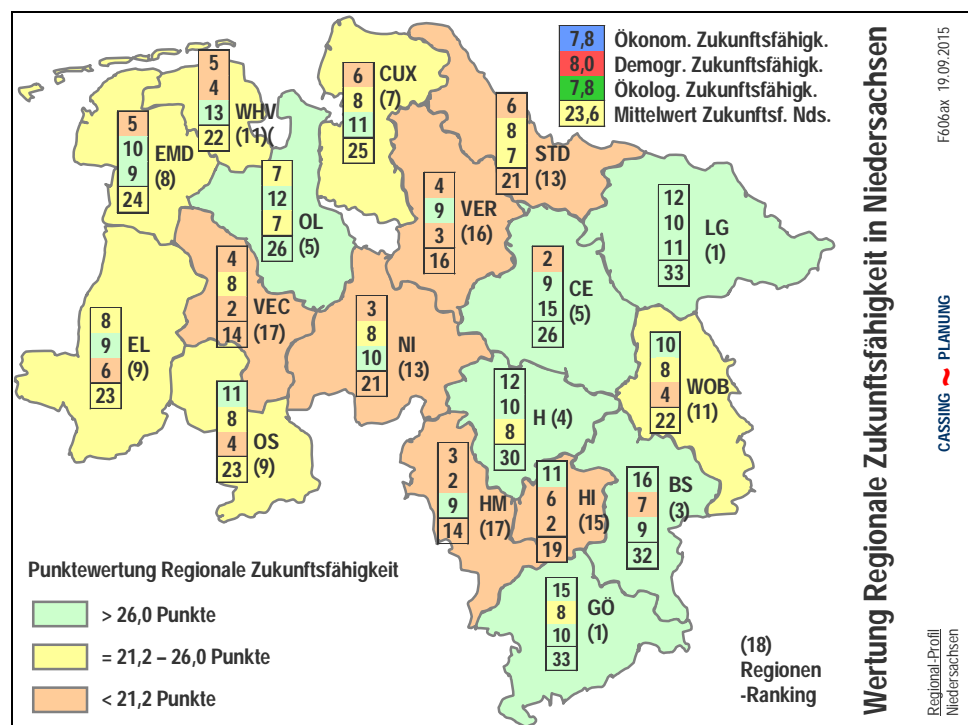 7,8 Ökonom. Zukunftsfähigk.
8,0 Demogr. Zukunftsfähigk.
7,8 Ökolog. Zukunftsfähigk.
23,6 Mittelwert Zukunftsf. Nds.
5
4
13
22
WHV
(11)(
6
8
11
25
CUX
(7)
5
10
9
24
EMD
(8)
6
8
7
21
STD
(13)
7
12
7
26
OL
(5)
4
9
3
16
VER
(16)
12
10
11
33
LG
(1)
4
8
2
14
VEC
(17)
2
9
15
26
CE
(5)
8
9
6
23
EL
(9)
3
8
10
21
NI
(13)
10
8
4
22
WOB
(11)
11
8
4
23
OS
(9)
12
10
8
30
H (4)
3
2
9
14
HM
(17)
11
6
2
19
HI
(15)
16
7
9
32
BS
(3)
15
8
10
33
GÖ
(1)
Punktewertung Regionale Zukunftsfähigkeit
> 26,0 Punkte
= 21,2 – 26,0 Punkte
< 21,2 Punkte
(18)
Regionen
-Ranking
Wertung Regionale Zukunftsfähigkeit in Niedersachsen
F606ax 19.09.2015
CASSING ~ PLANUNG
Regional-Profil
Niedersachsen